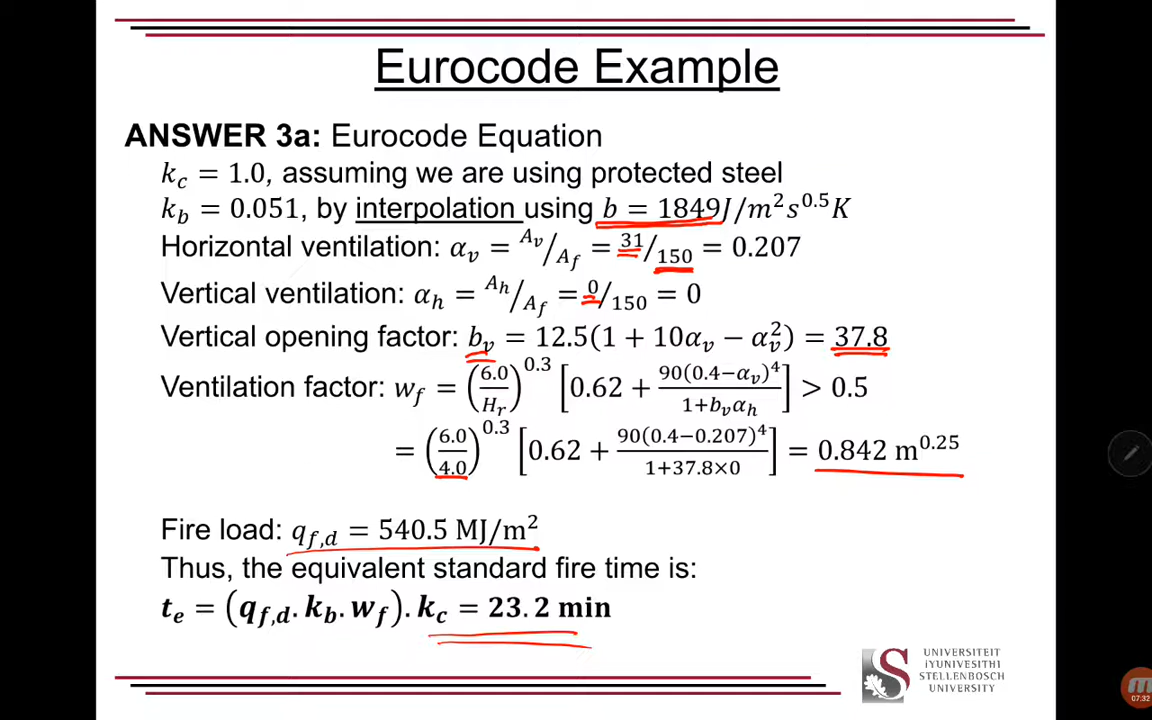 Eurocode Example
ANSWER 3a: Eurocode Equation
k_c = 1.0, assuming we are using protected steel
k_b = 0.051, by interpolation using b = 1849J/m²s^0.5K
Horizontal ventilation: α_v = A_v/A_f = 31/150 = 0.207
Vertical ventilation: α_h = A_h/A_f = 0/150 = 0
Vertical opening factor: b_v = 12.5(1 + 10α_v − α_v²) = 37.8
Ventilation factor: w_f = (6.0/H_r)^0.3 [0.62 + 90(0.4−α_v)^4/1+b_vα_h] > 0.5
= (6.0/4.0)^0.3 [0.62 + 90(0.4−0.207)^4/1+37.8×0] = 0.842 m^0.25
Fire load: q_f,d = 540.5 MJ/m²
Thus, the equivalent standard fire time is:
t_e = (q_f,d. k_b. w_f). k_c = 23.2 min
UNIVERSITEIT
iYUNIVESITHI
STELLENBOSCH
UNIVERSITY
07:32